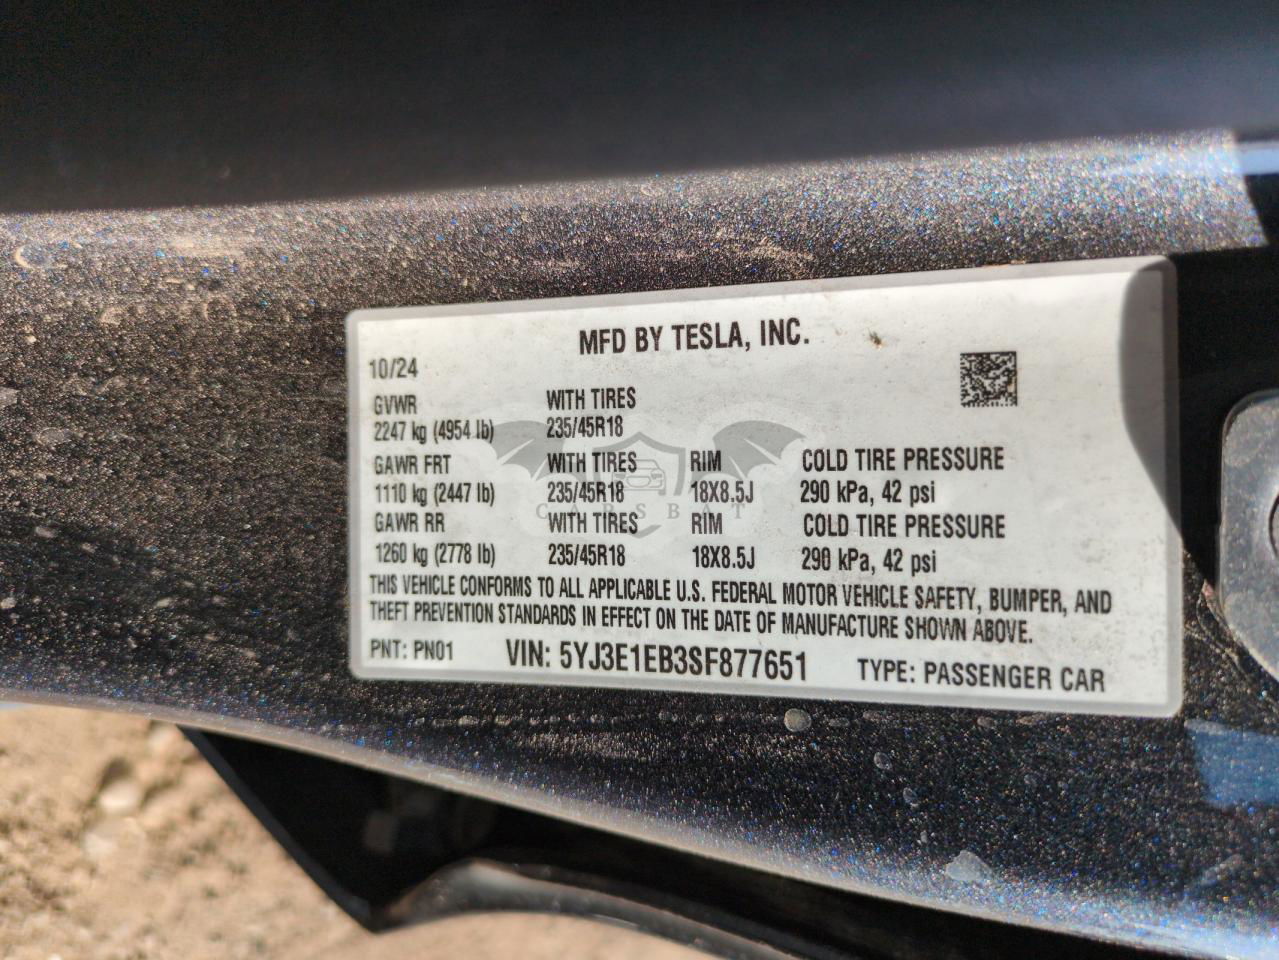 MFD BY TESLA, INC.
10/24
GVWR WITH TIRES
2247 kg (4954 lb) 235/45R18
GAWR FRT WITH TIRES RIM COLD TIRE PRESSURE
1110 kg (2447 lb) 235/45R18 18X8.5J 290 kPa, 42 psi
CARSBAT
GAWR RR WITH TIRES RIM COLD TIRE PRESSURE
1260 kg (2778 lb) 235/45R18 18X8.5J 290 kPa, 42 psi
THIS VEHICLE CONFORMS TO ALL APPLICABLE U.S. FEDERAL MOTOR VEHICLE SAFETY, BUMPER, AND
THEFT PREVENTION STANDARDS IN EFFECT ON THE DATE OF MANUFACTURE SHOWN ABOVE.
PNT: PN01 VIN: 5YJ3E1EB3SF877651 TYPE: PASSENGER CAR